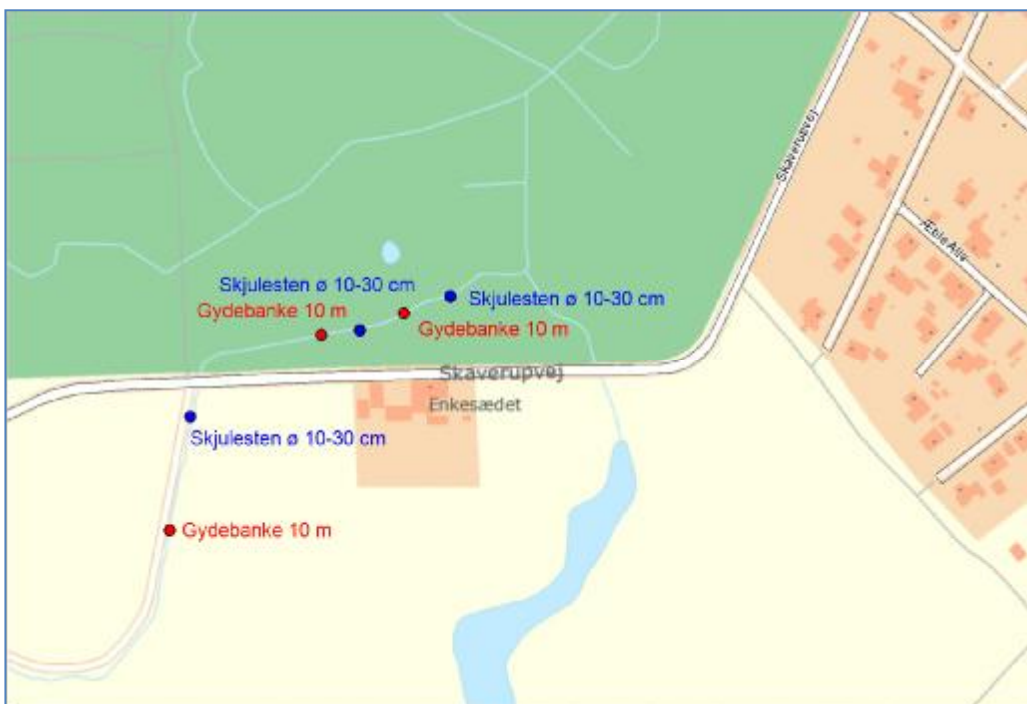 Skaverupvej
Æble Alle
Skjulesten ø 10-30 cm
Skjulesten ø 10-30 cm
Gydebanke 10 m
Gydebanke 10 m
Skaverupvej
Enkesædet
Skjulesten ø 10-30 cm
Gydebanke 10 m